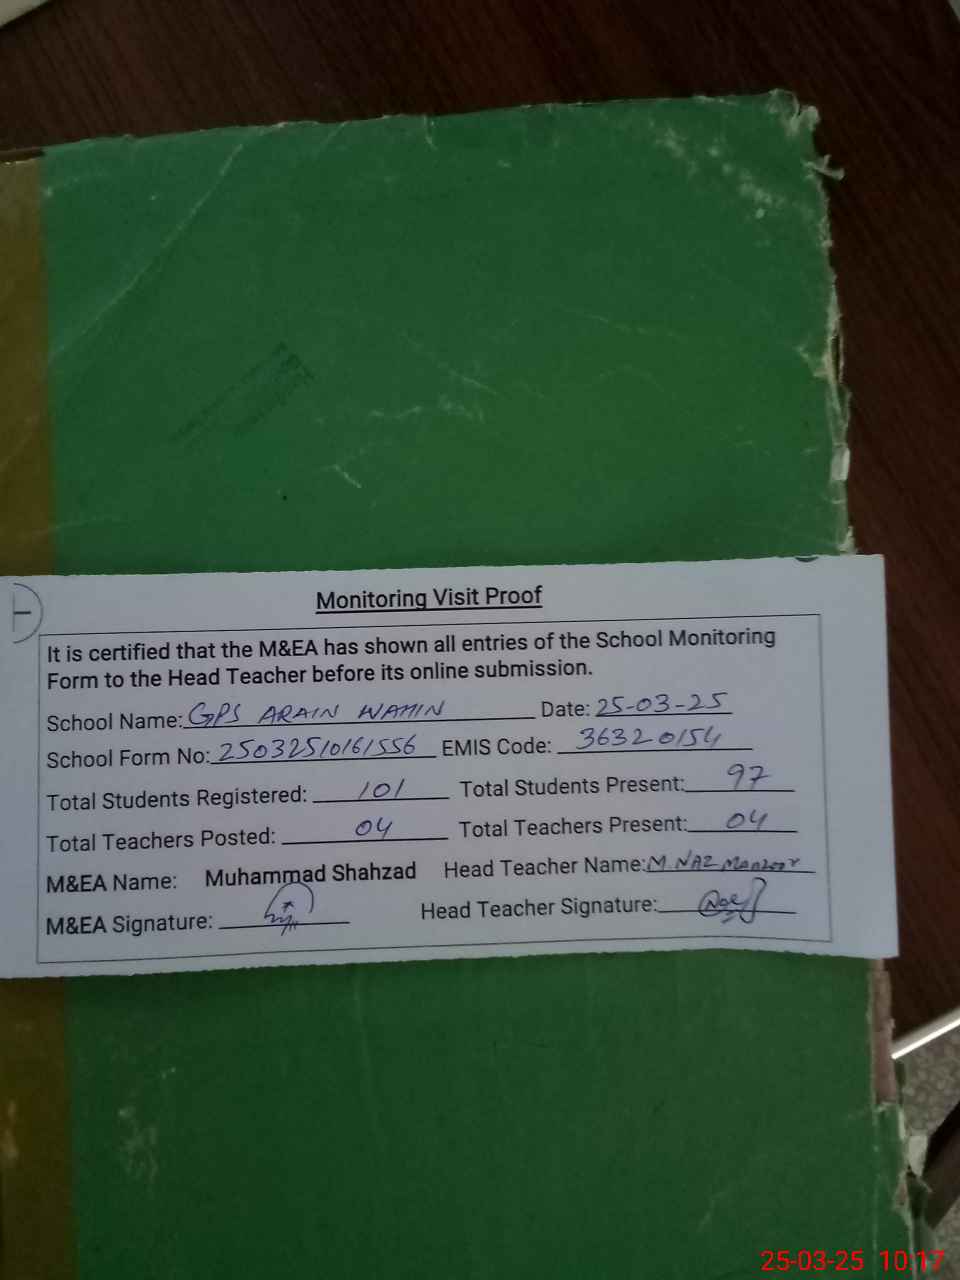 Monitoring Visit Proof
It is certified that the M&EA has shown all entries of the School Monitoring
Form to the Head Teacher before its online submission.
School Name: GPS ARAIN WAHIN Date: 25-03-25
School Form No: 25032510161556 EMIS Code: 36320154
Total Students Registered: 101 Total Students Present: 97
Total Teachers Posted: 04 Total Teachers Present: 04
M&EA Name: Muhammad Shahzad Head Teacher Name: M NAZ Manzoor
M&EA Signature: Head Teacher Signature:
25-03-25 10:17